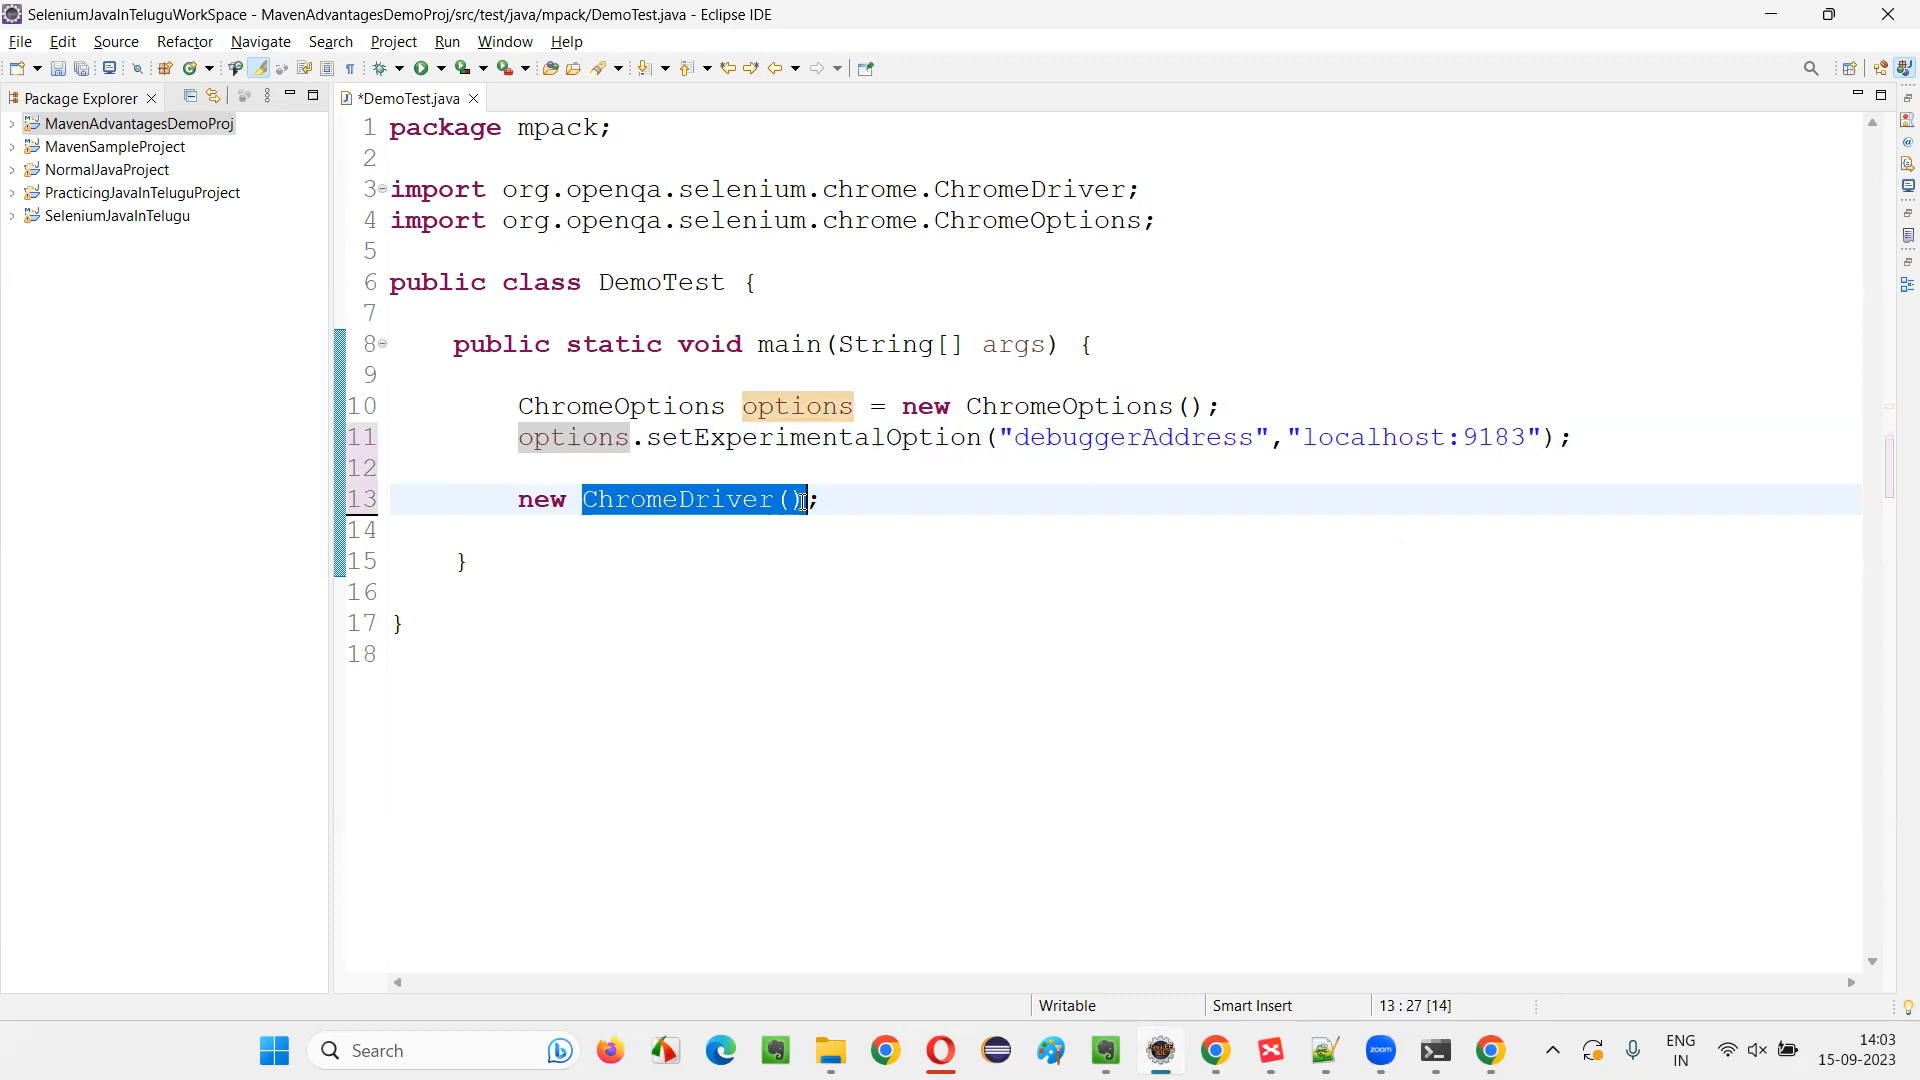 SeleniumJavaInTeluguWorkSpace - MavenAdvantagesDemoProj/src/test/java/mpack/DemoTest.java - Eclipse IDE
File Edit Source Refactor Navigate Search Project Run Window Help
Package Explorer
*DemoTest.java
MavenAdvantagesDemoProj
MavenSampleProject
NormalJavaProject
PracticingJavaInTeluguProject
SeleniumJavaInTelugu
1 package mpack;
2
3 import org.openqa.selenium.chrome.ChromeDriver;
4 import org.openqa.selenium.chrome.ChromeOptions;
5
6 public class DemoTest {
7
8 public static void main(String[] args) {
9
10 ChromeOptions options = new ChromeOptions();
11 options.setExperimentalOption("debuggerAddress","localhost:9183");
12
13 new ChromeDriver();
14
15 }
16
17 }
18
Writable Smart Insert 13 : 27 [14]
Search
zoom
ENG
IN
14:03
15-09-2023